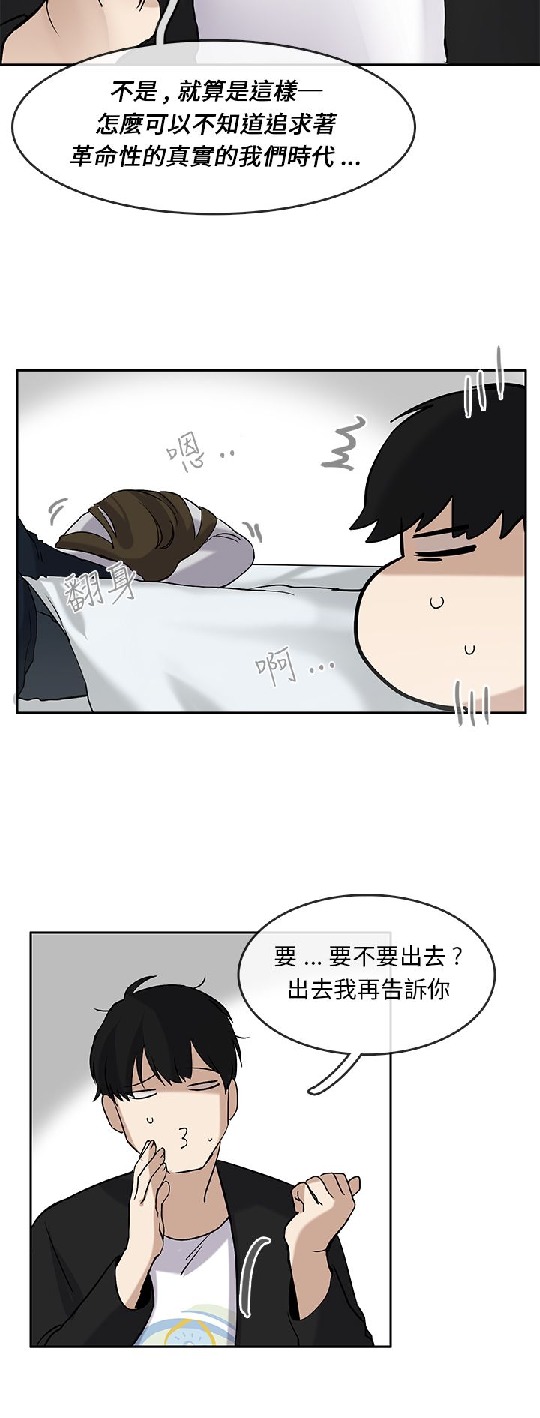 不是，就算是這樣—
怎麼可以不知道追求著
革命性的真實的我們時代...
嗯..
翻身
啊...
要...要不要出去？
出去我再告訴你